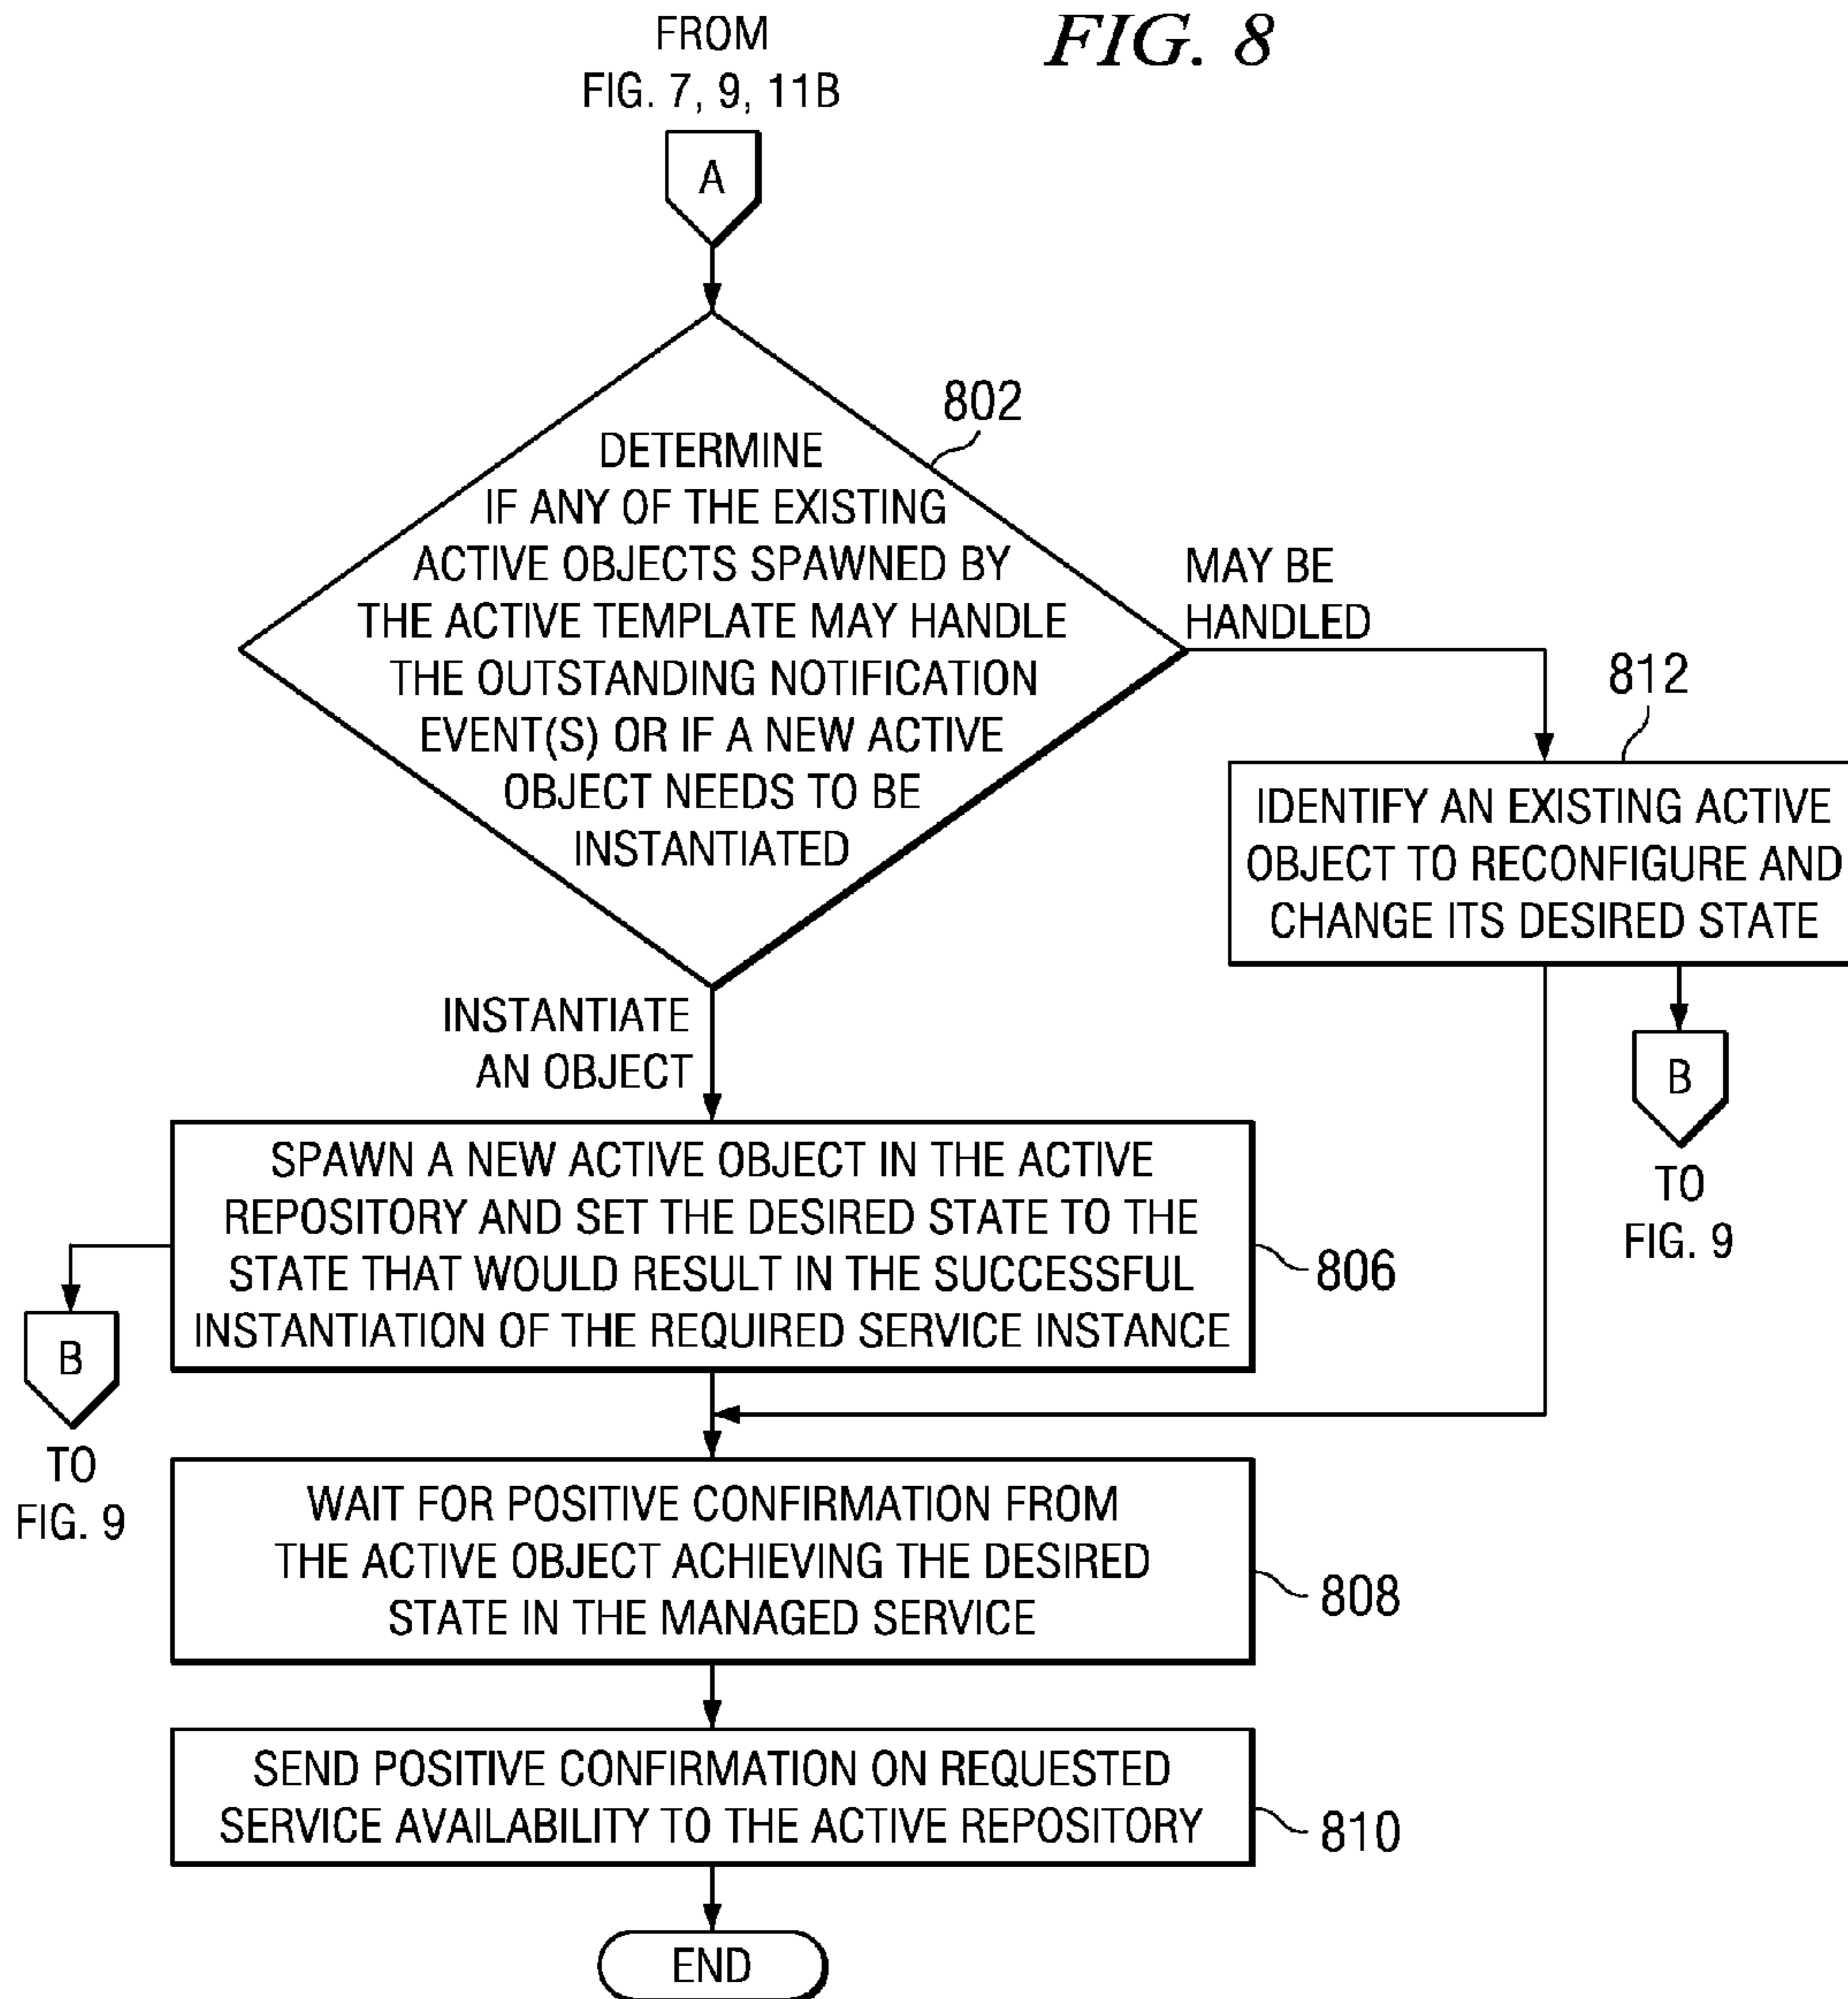 FIG. 8
FROM
FIG. 7, 9, 11B
A
802
DETERMINE
IF ANY OF THE EXISTING
ACTIVE OBJECTS SPAWNED BY
THE ACTIVE TEMPLATE MAY HANDLE
THE OUTSTANDING NOTIFICATION
EVENT(S) OR IF A NEW ACTIVE
OBJECT NEEDS TO BE
INSTANTIATED
MAY BE
HANDLED
812
IDENTIFY AN EXISTING ACTIVE
OBJECT TO RECONFIGURE AND
CHANGE ITS DESIRED STATE
B
TO
FIG. 9
INSTANTIATE
AN OBJECT
SPAWN A NEW ACTIVE OBJECT IN THE ACTIVE
REPOSITORY AND SET THE DESIRED STATE TO THE
STATE THAT WOULD RESULT IN THE SUCCESSFUL
INSTANTIATION OF THE REQUIRED SERVICE INSTANCE
806
B
TO
FIG. 9
WAIT FOR POSITIVE CONFIRMATION FROM
THE ACTIVE OBJECT ACHIEVING THE DESIRED
STATE IN THE MANAGED SERVICE
808
SEND POSITIVE CONFIRMATION ON REQUESTED
SERVICE AVAILABILITY TO THE ACTIVE REPOSITORY
810
END